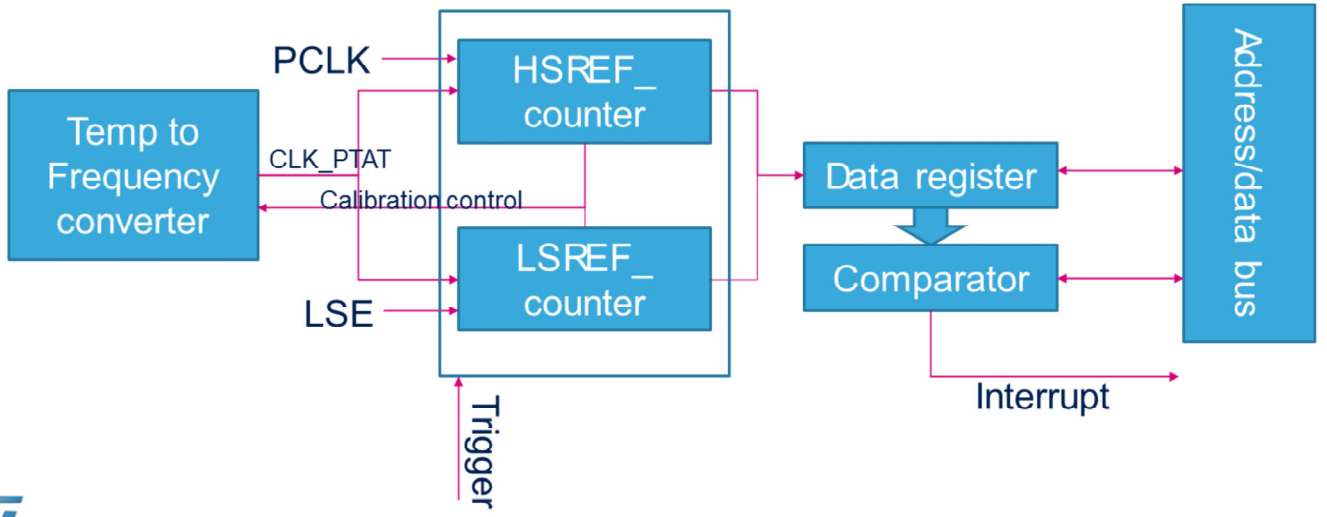 PCLK
HSREF_
counter
Temp to
Frequency
converter
CLK_PTAT
Calibration control
LSREF_
counter
LSE
Trigger
Data register
Comparator
Interrupt
Address/data bus